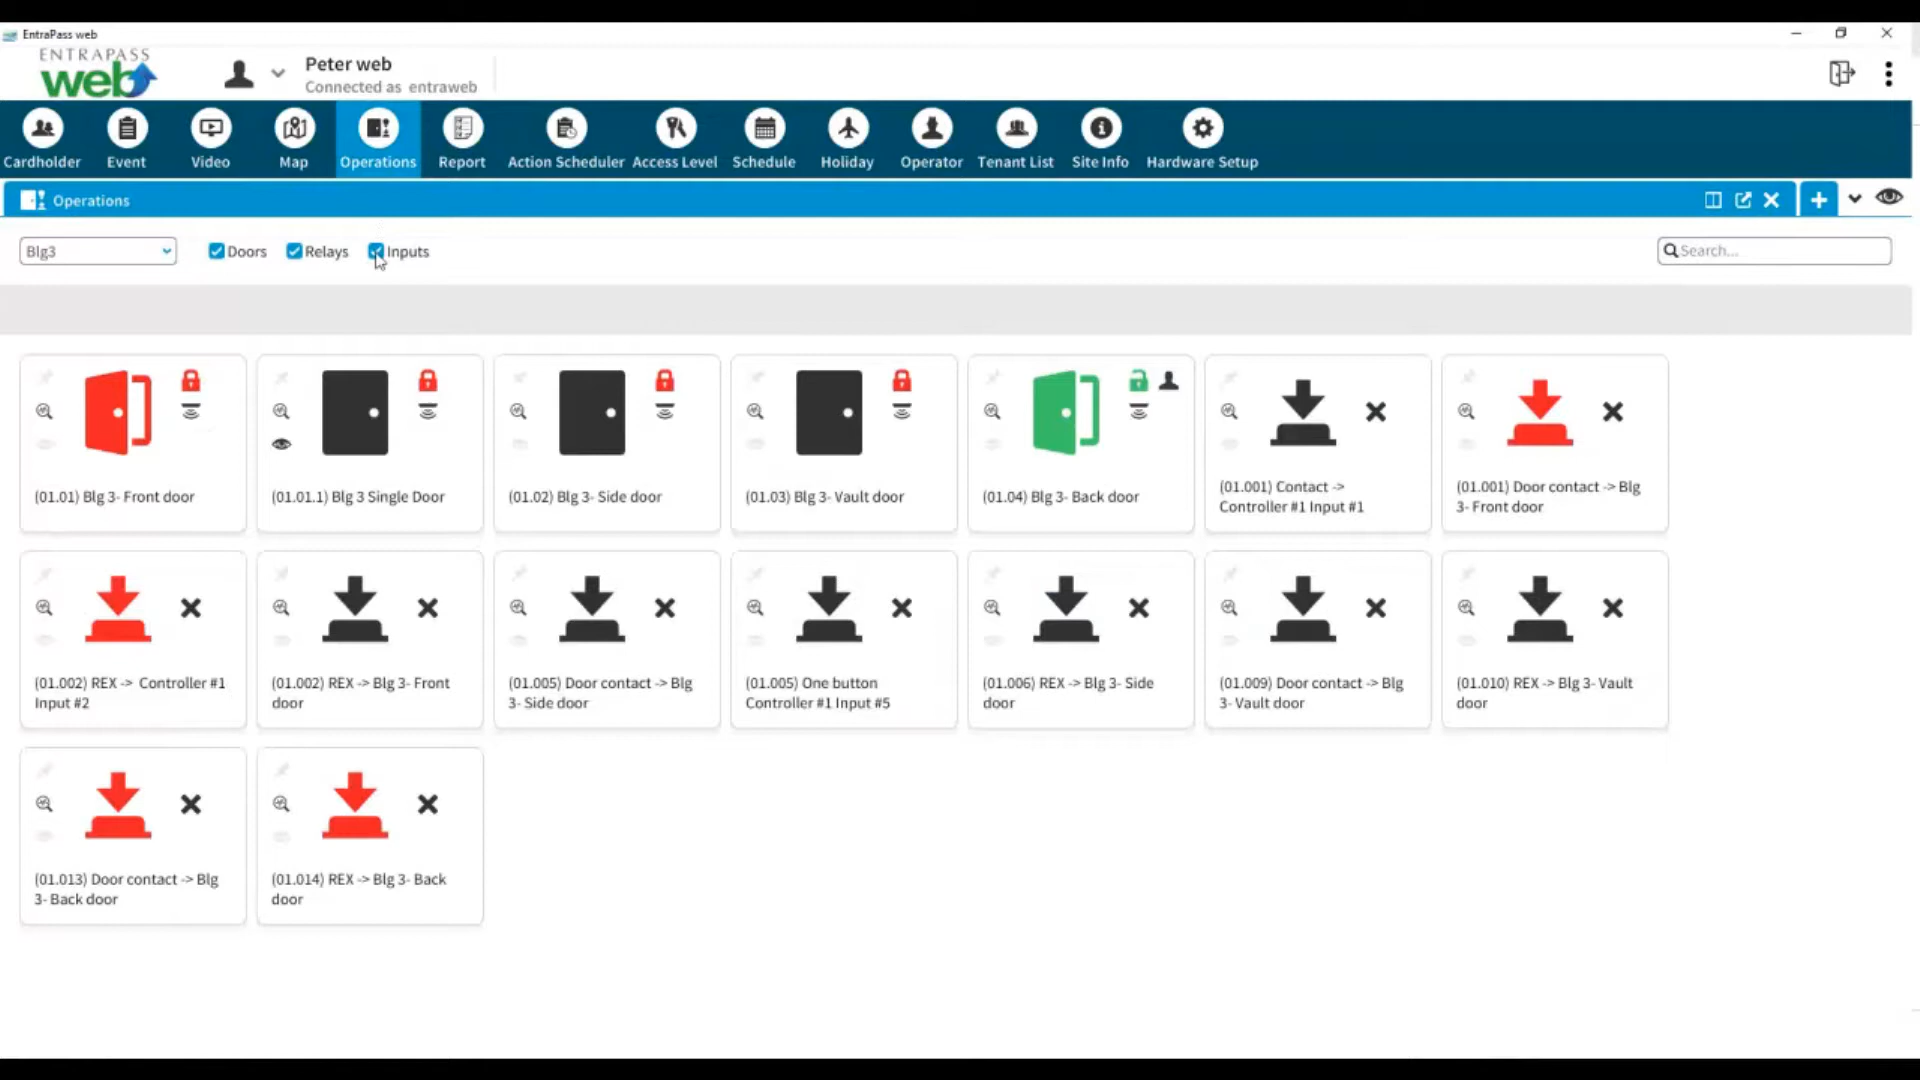 EntraPass web
ENTRAPASS
web
Peter web
Connected as entraweb
Cardholder
Event
Video
Map
Operations
Report
Action Scheduler
Access Level
Schedule
Holiday
Operator
Tenant List
Site Info
Hardware Setup
Operations
Blg3
Doors
Relays
Inputs
Search...
(01.01) Blg 3- Front door
(01.01.1) Blg 3 Single Door
(01.02) Blg 3- Side door
(01.03) Blg 3- Vault door
(01.04) Blg 3- Back door
(01.001) Contact ->
Controller #1 Input #1
(01.001) Door contact -> Blg
3- Front door
(01.002) REX -> Controller #1
Input #2
(01.002) REX -> Blg 3- Front
door
(01.005) Door contact -> Blg
3- Side door
(01.005) One button
Controller #1 Input #5
(01.006) REX -> Blg 3- Side
door
(01.009) Door contact -> Blg
3- Vault door
(01.010) REX -> Blg 3- Vault
door
(01.013) Door contact -> Blg
3- Back door
(01.014) REX -> Blg 3- Back
door